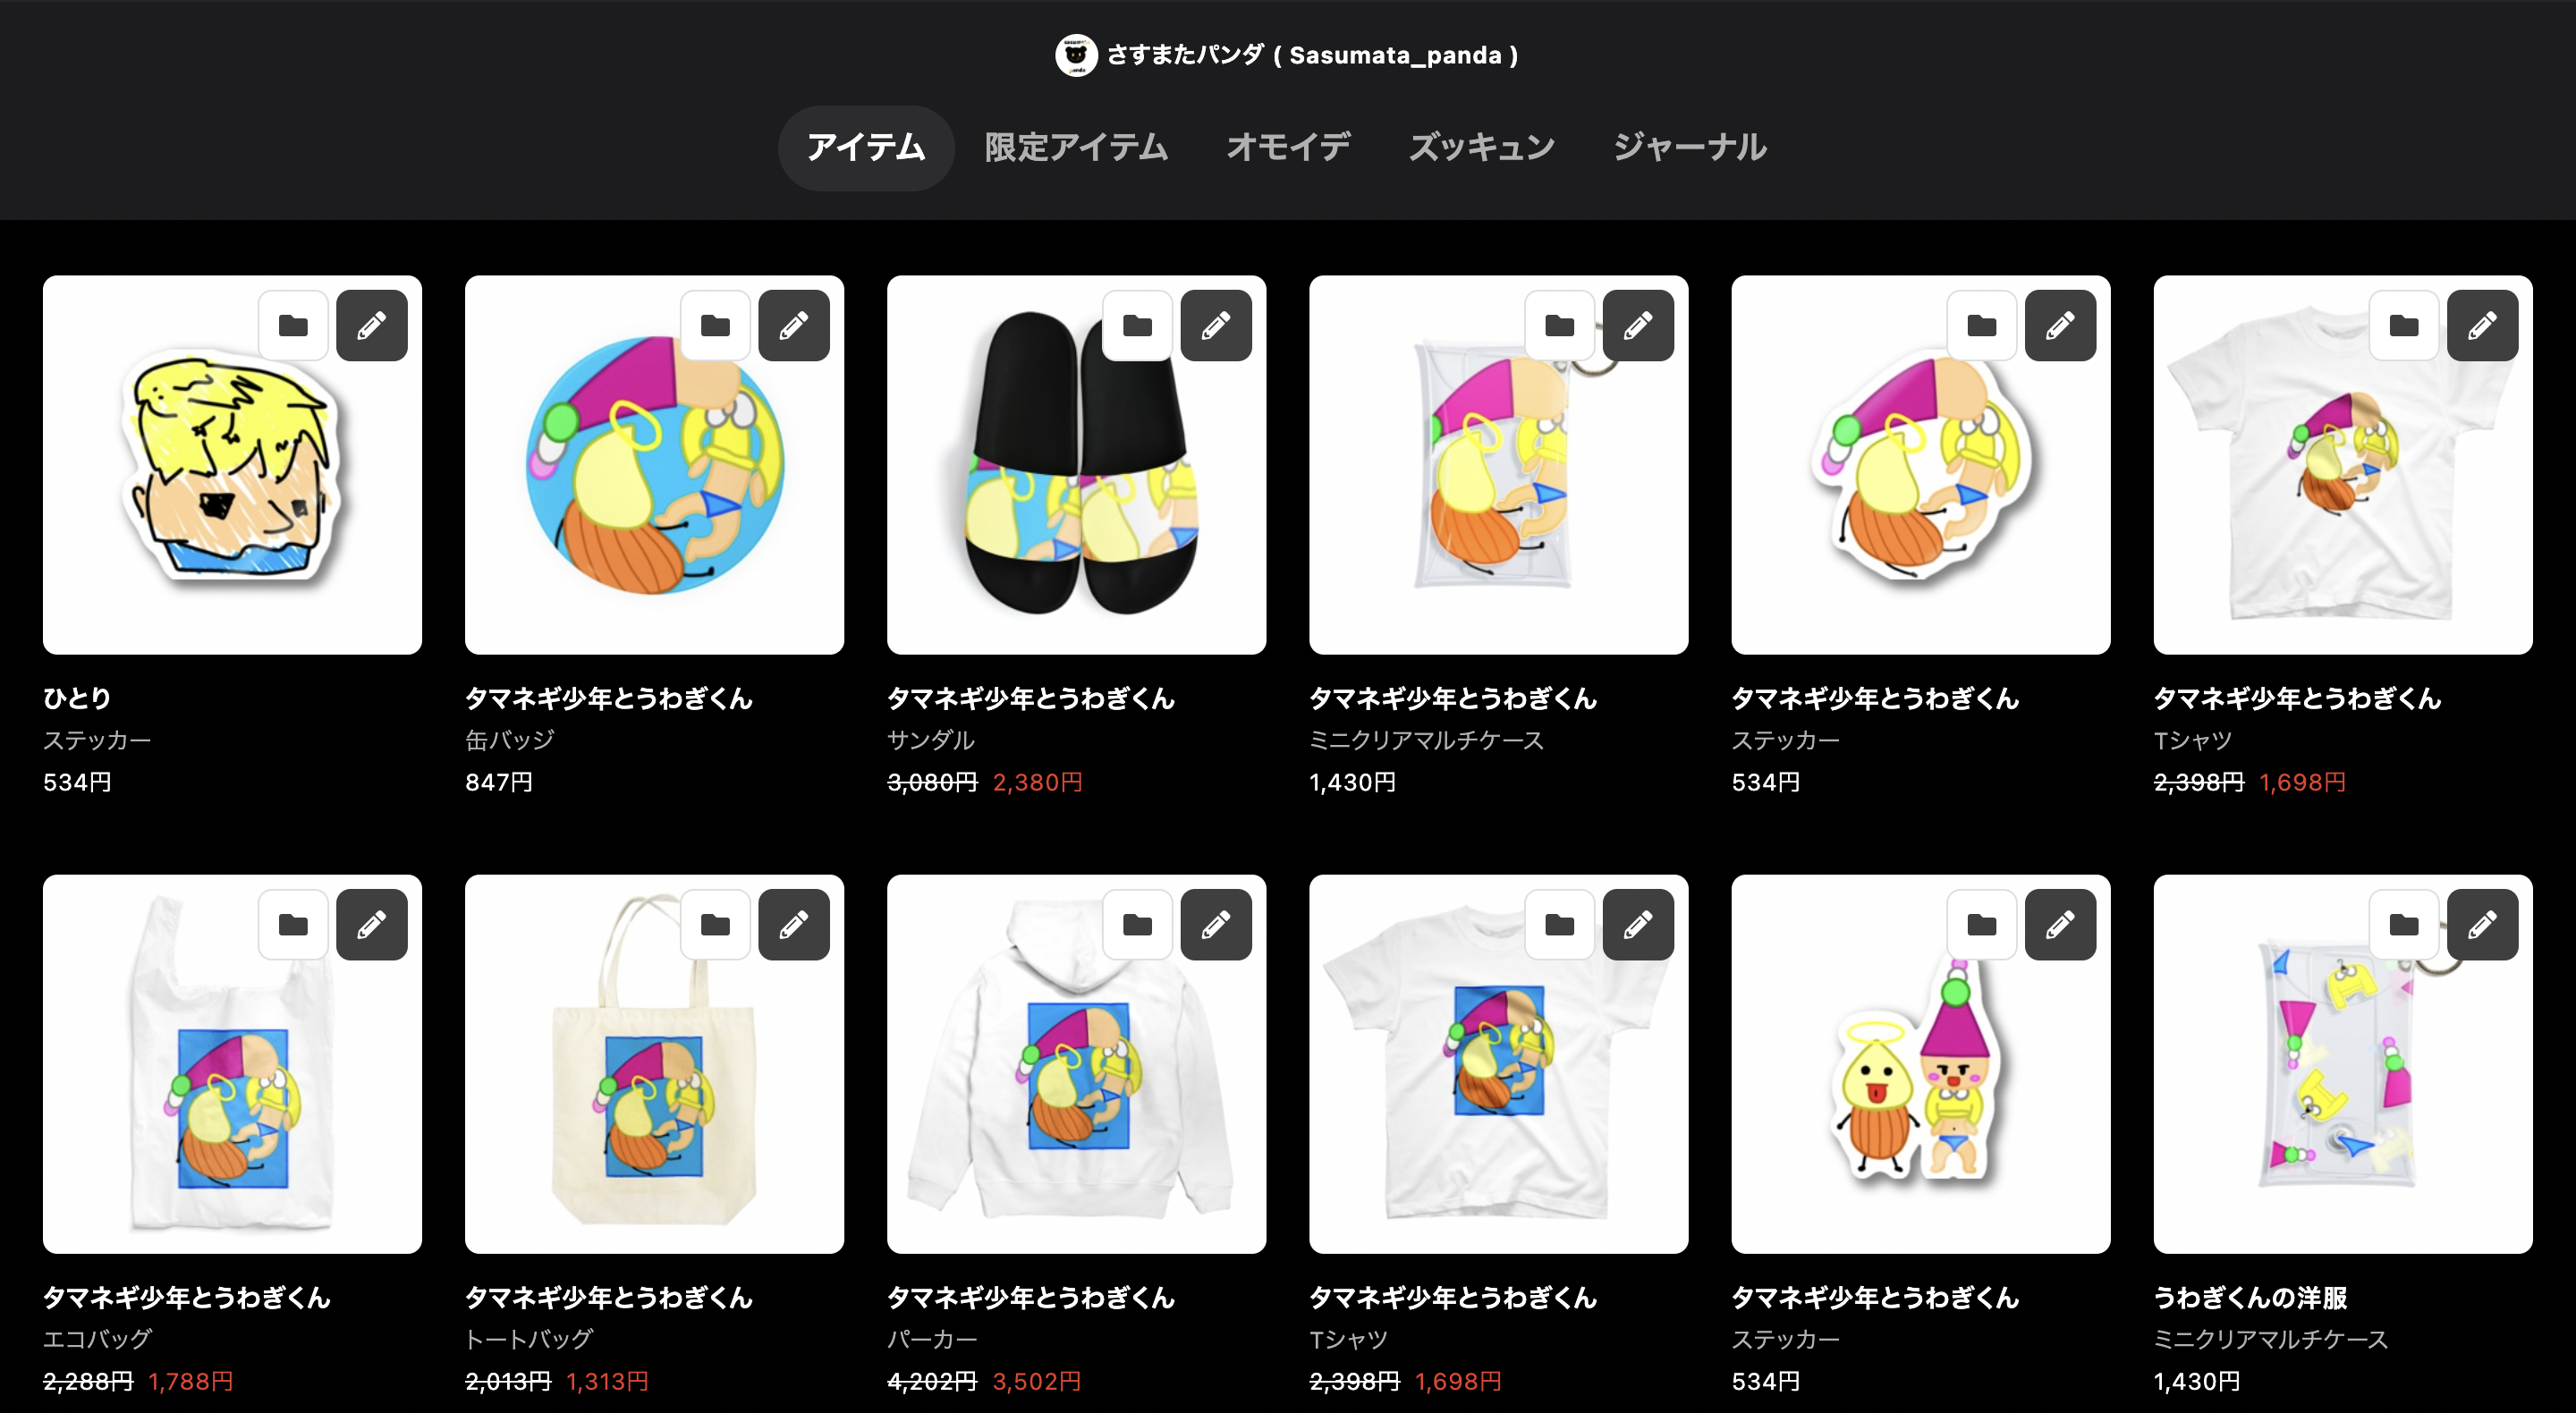 さすまたパンダ ( Sasumata_panda )
アイテム 限定アイテム オモイデ ズッキュン ジャーナル
ひとり
ステッカー
534円
タマネギ少年とうわぎくん
缶バッジ
847円
タマネギ少年とうわぎくん
サンダル
3,080円 2,380円
タマネギ少年とうわぎくん
ミニクリアマルチケース
1,430円
タマネギ少年とうわぎくん
ステッカー
534円
タマネギ少年とうわぎくん
Tシャツ
2,398円 1,698円
タマネギ少年とうわぎくん
エコバッグ
2,288円 1,788円
タマネギ少年とうわぎくん
トートバッグ
2,013円 1,313円
タマネギ少年とうわぎくん
パーカー
4,202円 3,502円
タマネギ少年とうわぎくん
Tシャツ
2,398円 1,698円
タマネギ少年とうわぎくん
ステッカー
534円
うわぎくんの洋服
ミニクリアマルチケース
1,430円